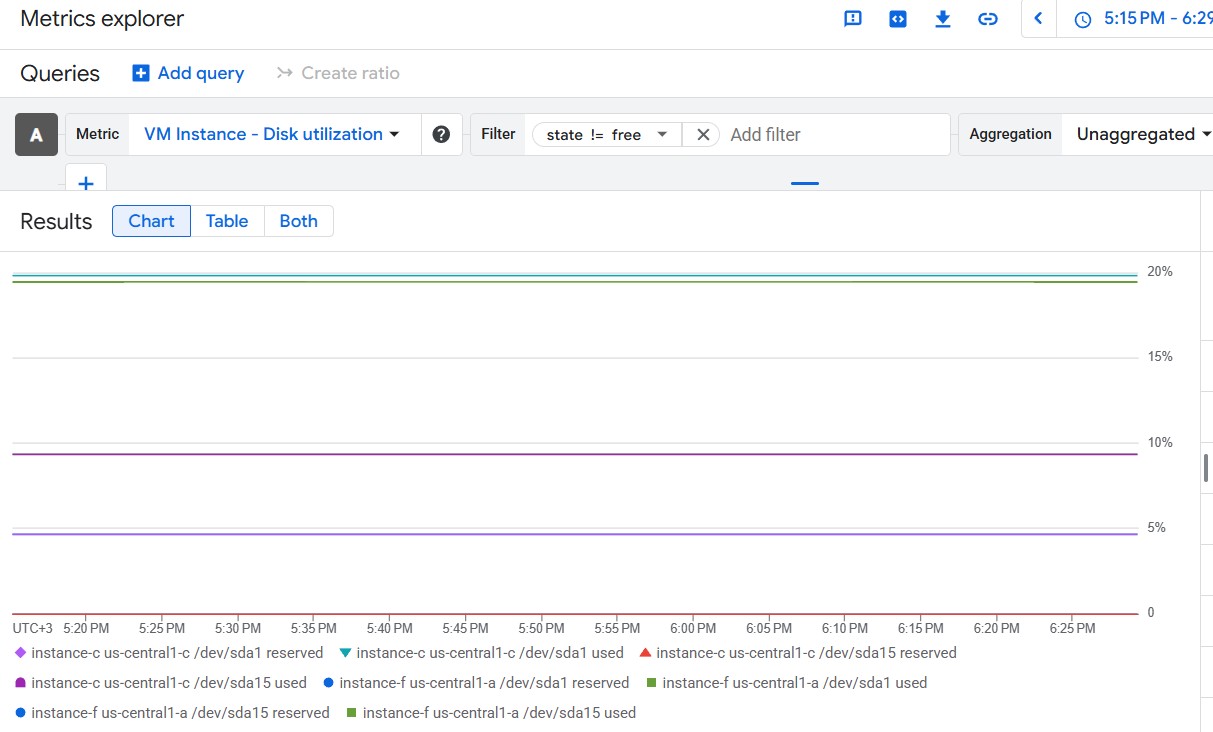 Metrics explorer
5:15 PM - 6:29
Queries Add query Create ratio
A Metric VM Instance - Disk utilization ? Filter state != free Add filter Aggregation Unaggregated
Results Chart Table Both
20%
15%
10%
5%
0
UTC+3 5:20 PM 5:25 PM 5:30 PM 5:35 PM 5:40 PM 5:45 PM 5:50 PM 5:55 PM 6:00 PM 6:05 PM 6:10 PM 6:15 PM 6:20 PM 6:25 PM
instance-c us-central1-c /dev/sda1 reserved instance-c us-central1-c /dev/sda1 used instance-c us-central1-c /dev/sda15 reserved
instance-c us-central1-c /dev/sda15 used instance-f us-central1-a /dev/sda1 reserved instance-f us-central1-a /dev/sda1 used
instance-f us-central1-a /dev/sda15 reserved instance-f us-central1-a /dev/sda15 used